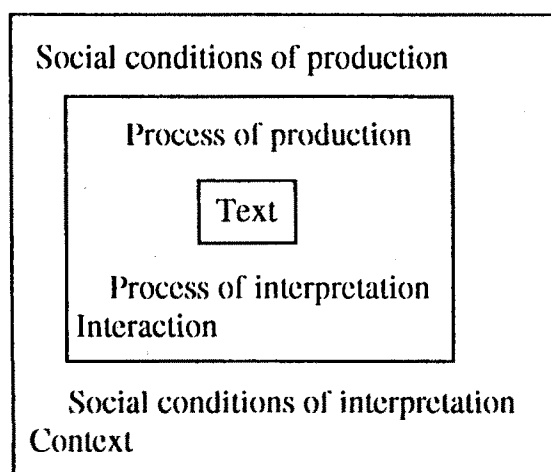 Social conditions of production
Process of production
Text
Process of interpretation
Interaction
Social conditions of interpretation
Context